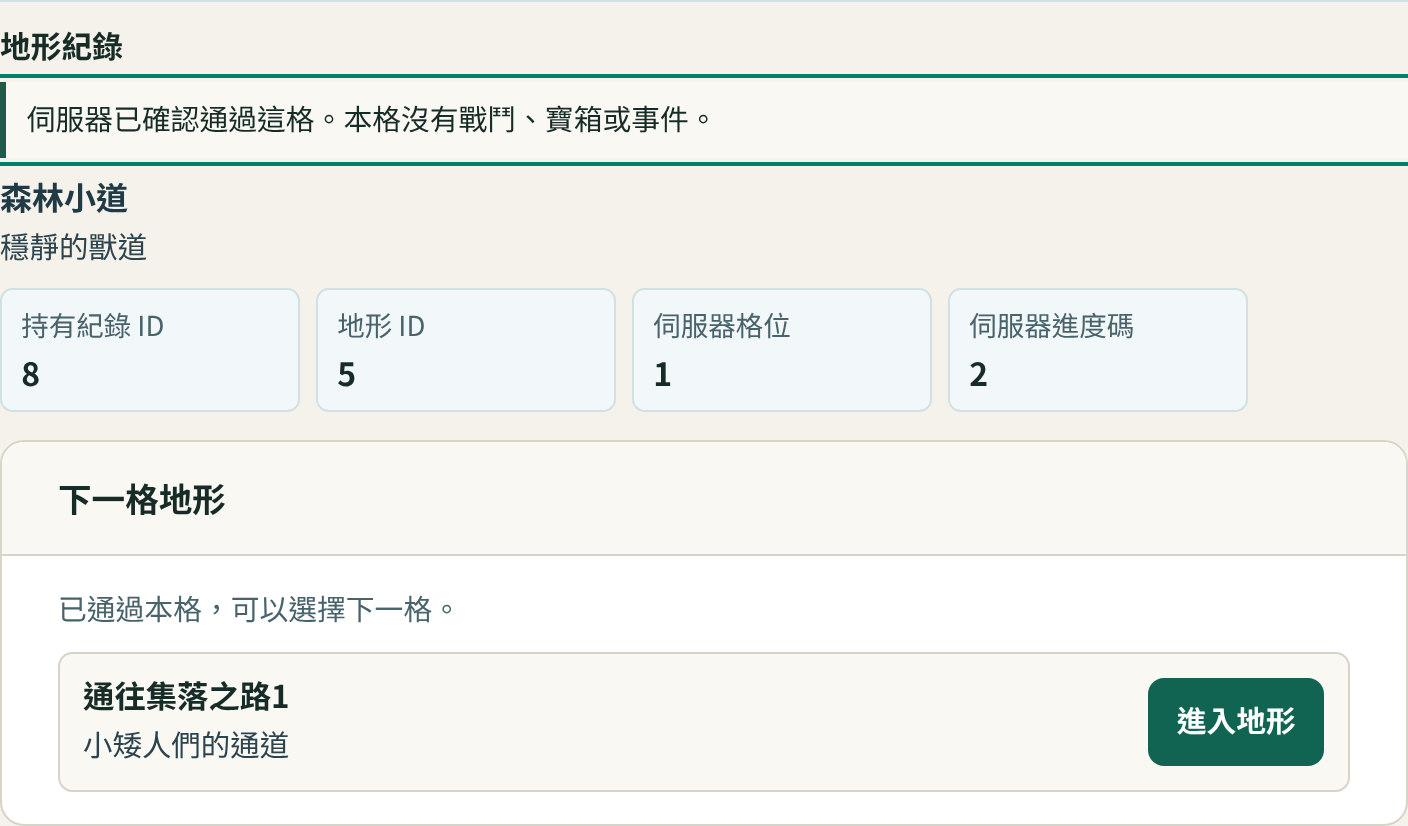 地形紀錄
伺服器已確認通過這格。本格沒有戰鬥、寶箱或事件。
森林小道
穩靜的獸道
持有紀錄 ID
8
地形 ID
5
伺服器格位
1
伺服器進度碼
2
下一格地形
已通過本格，可以選擇下一格。
通往集落之路1
小矮人們的通道
進入地形